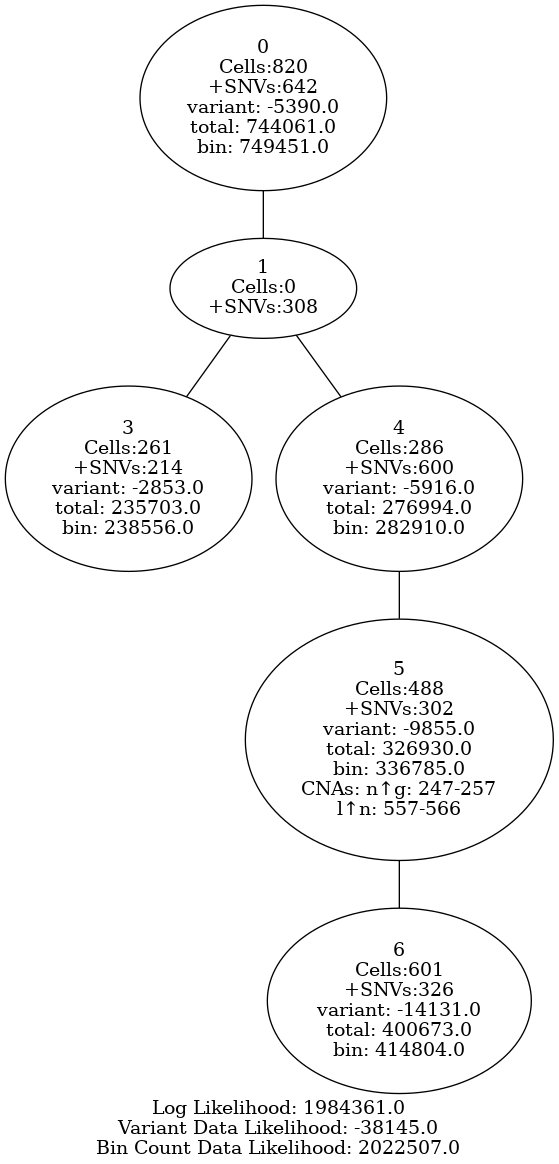 0
Cells:820
+SNVs:642
variant: -5390.0
total: 744061.0
bin: 749451.0
1
Cells:0
+SNVs:308
3
Cells:261
+SNVs:214
variant: -2853.0
total: 235703.0
bin: 238556.0
4
Cells:286
+SNVs:600
variant: -5916.0
total: 276994.0
bin: 282910.0
5
Cells:488
+SNVs:302
variant: -9855.0
total: 326930.0
bin: 336785.0
CNAs: n↑g: 247-257
l↑n: 557-566
6
Cells:601
+SNVs:326
variant: -14131.0
total: 400673.0
bin: 414804.0
Log Likelihood: 1984361.0
Variant Data Likelihood: -38145.0
Bin Count Data Likelihood: 2022507.0